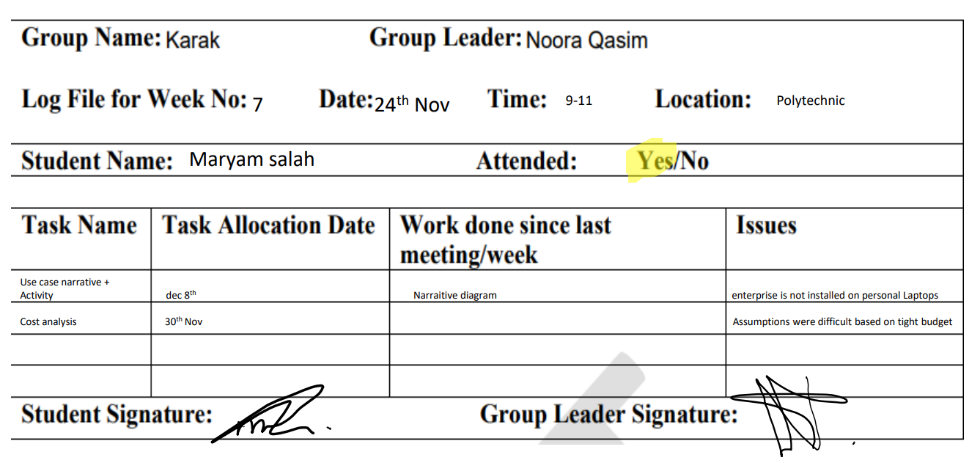 Group Name: Karak Group Leader: Noora Qasim
Log File for Week No: 7 Date: 24th Nov Time: 9-11 Location: Polytechnic
Student Name: Maryam salah Attended: Yes/No
Task Name Task Allocation Date Work done since last meeting/week Issues
Use case narrative + Activity dec 8th Narraitive diagram enterprise is not installed on personal Laptops
Cost analysis 30th Nov Assumptions were difficult based on tight budget
Student Signature: Group Leader Signature: